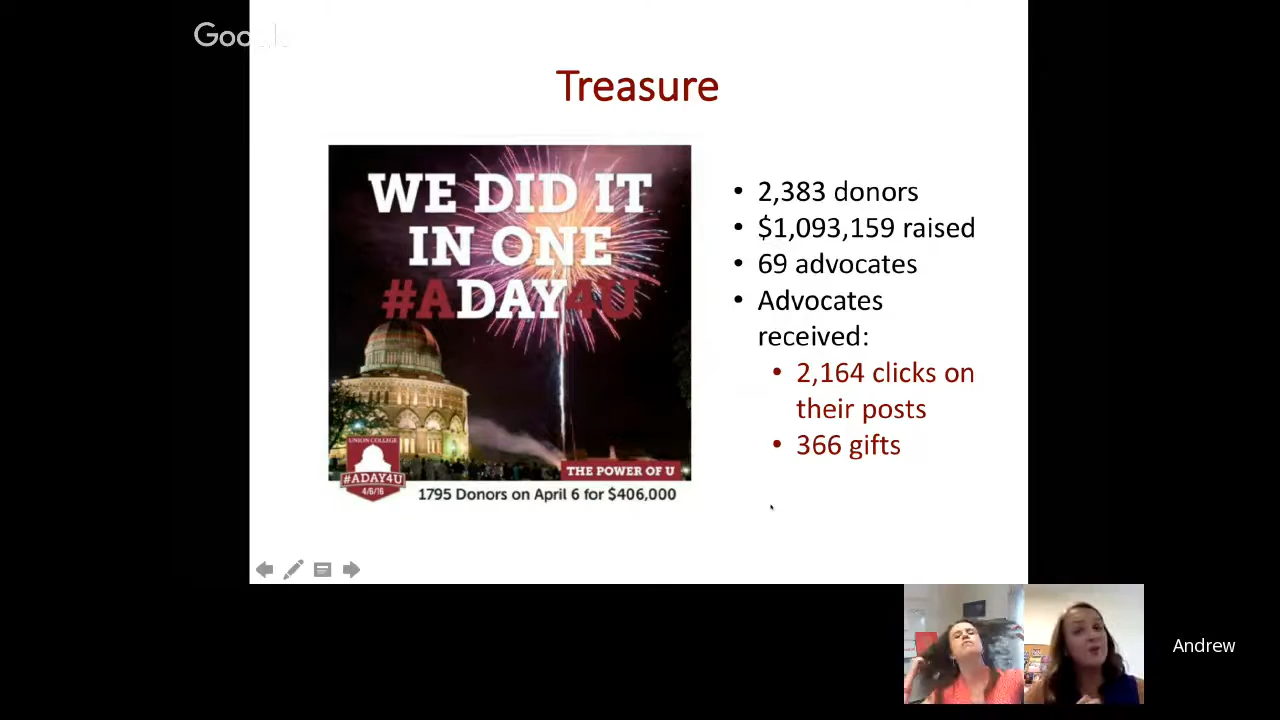 Google
Treasure
WE DID IT
IN ONE
#ADAY4U
UNION COLLEGE
#ADAY4U
4/6/16
THE POWER OF U
1795 Donors on April 6 for $406,000
• 2,383 donors
• $1,093,159 raised
• 69 advocates
• Advocates
received:
• 2,164 clicks on
their posts
• 366 gifts
Andrew